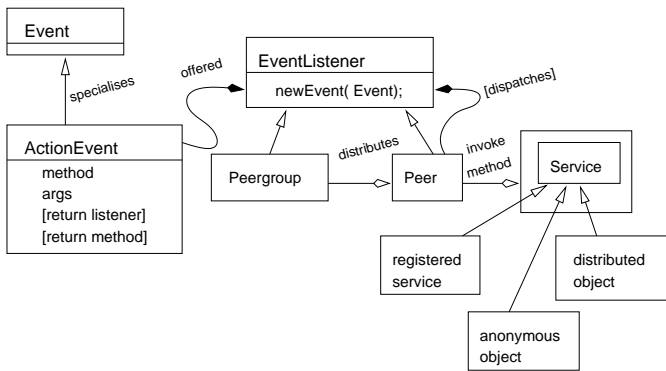 Event
specialises
ActionEvent
method
args
[return listener]
[return method]
offered
EventListener
newEvent( Event);
[dispatches]
Peergroup
distributes
Peer
invoke
method
Service
registered
service
anonymous
object
distributed
object